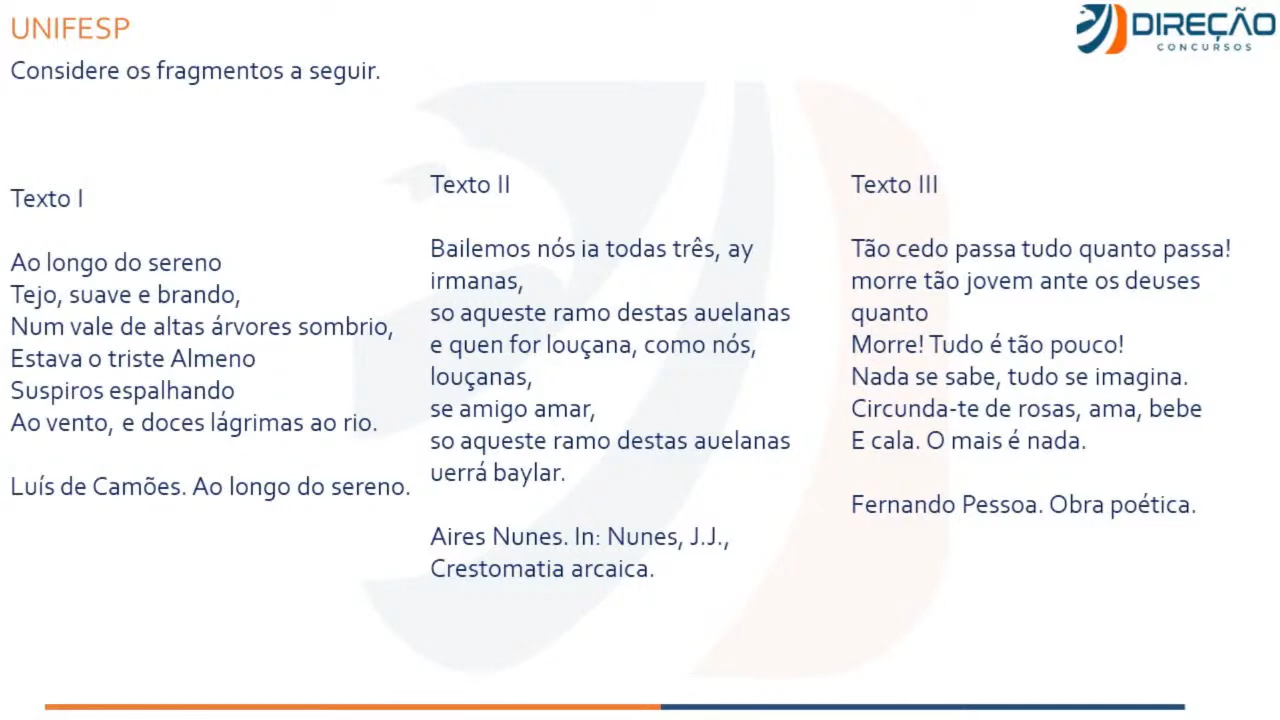 UNIFESP
DIREÇÃO
CONCURSOS
Considere os fragmentos a seguir.
Texto I
Ao longo do sereno
Tejo, suave e brando,
Num vale de altas árvores sombrio,
Estava o triste Almeno
Suspiros espalhando
Ao vento, e doces lágrimas ao rio.
Luís de Camões. Ao longo do sereno.
Texto II
Bailemos nós ia todas três, ay
irmanas,
so aqueste ramo destas auelanas
e quen for louçana, como nós,
louçanas,
se amigo amar,
so aqueste ramo destas auelanas
uerrá baylar.
Aires Nunes. In: Nunes, J.J.,
Crestomatia arcaica.
Texto III
Tão cedo passa tudo quanto passa!
morre tão jovem ante os deuses
quanto
Morre! Tudo é tão pouco!
Nada se sabe, tudo se imagina.
Circunda-te de rosas, ama, bebe
E cala. O mais é nada.
Fernando Pessoa. Obra poética.